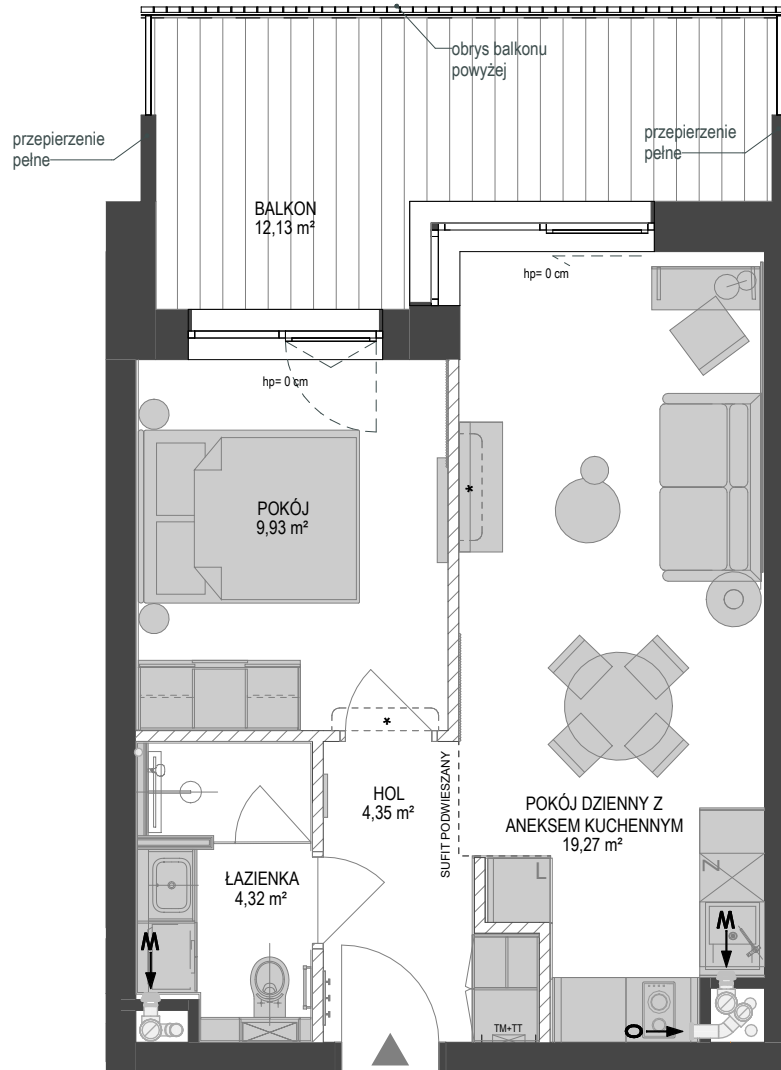 obrys balkonu
powyżej
przepierzenie
pełne
przepierzenie
pełne
BALKON
12,13 m²
hp= 0 cm
hp= 0 cm
POKÓJ
9,93 m²
*
*
HOL
4,35 m²
SUFIT PODWIESZANY
POKÓJ DZIENNY Z
ANEKSEM KUCHENNYM
19,27 m²
ŁAZIENKA
4,32 m²
L
Z
M
M
O
TM+TT